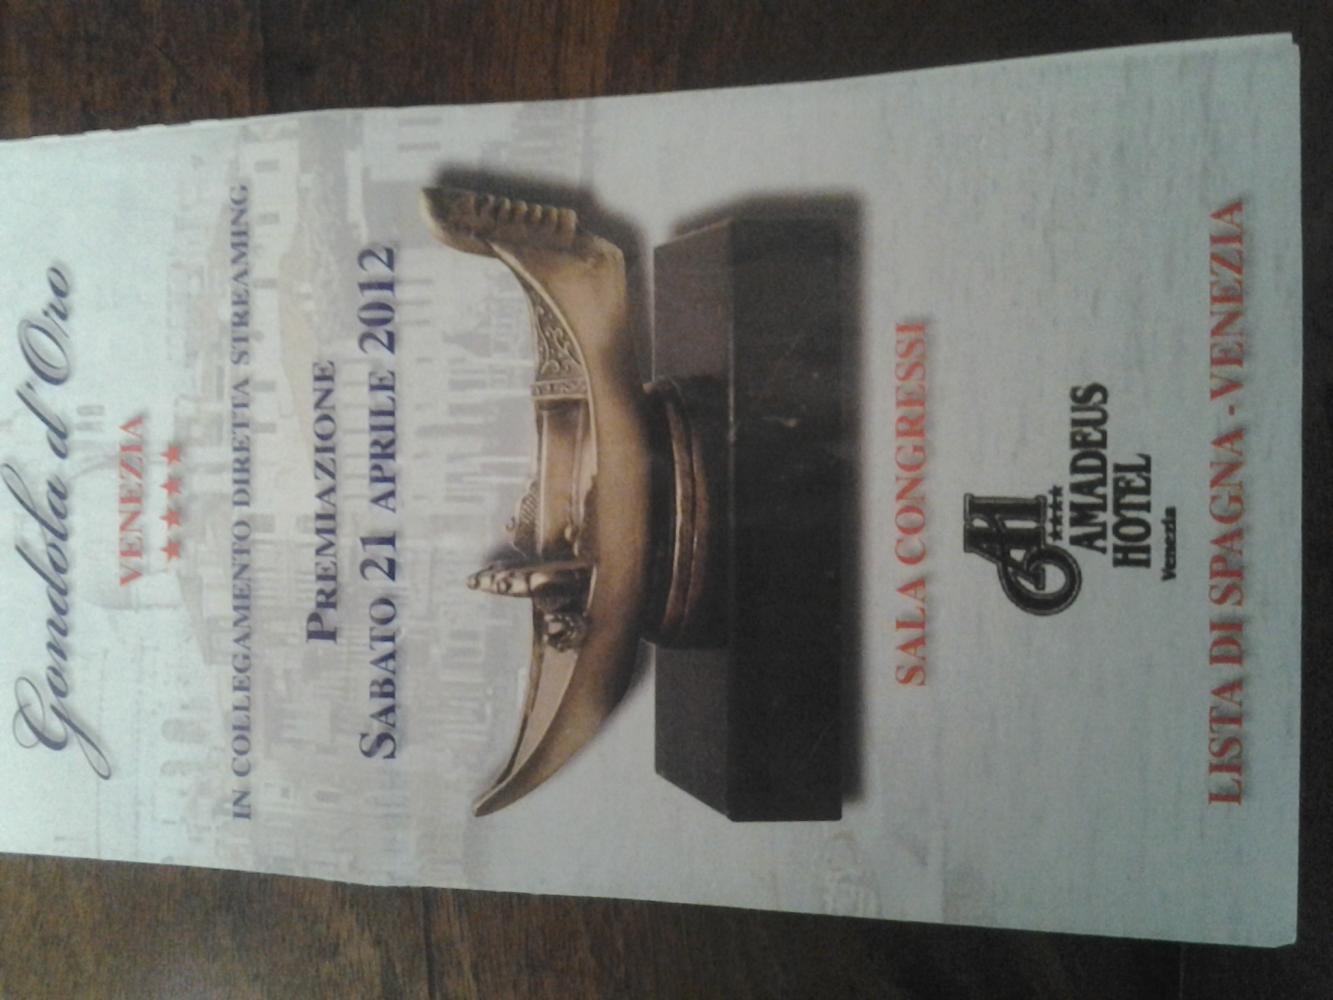 Gondola d'Oro
VENEZIA
★★★★★
IN COLLEGAMENTO DIRETTA STREAMING
PREMIAZIONE
SABATO 21 APRILE 2012
SALA CONGRESSI
AH
★★★★
AMADEUS
HOTEL
Venezia
LISTA DI SPAGNA - VENEZIA